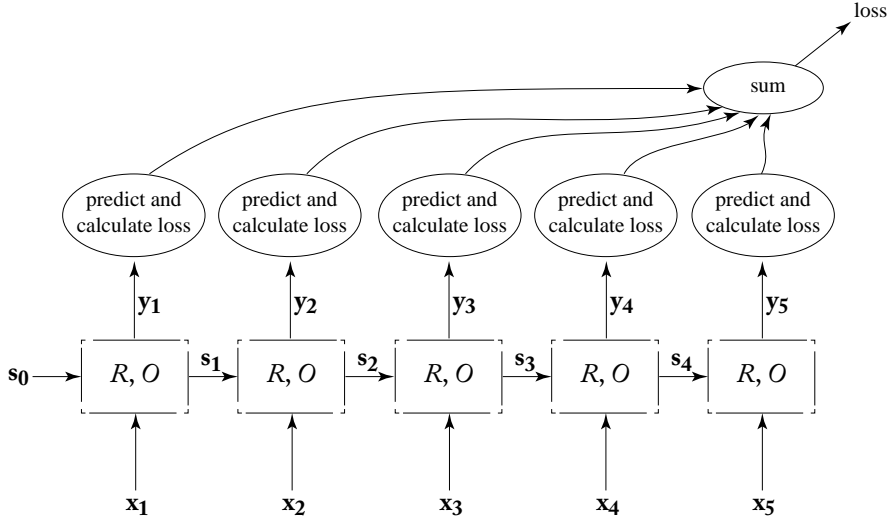 loss
sum
predict and
calculate loss
predict and
calculate loss
predict and
calculate loss
predict and
calculate loss
predict and
calculate loss
y1 y2 y3 y4 y5
s0 R, O s1 R, O s2 R, O s3 R, O s4 R, O
x1 x2 x3 x4 x5